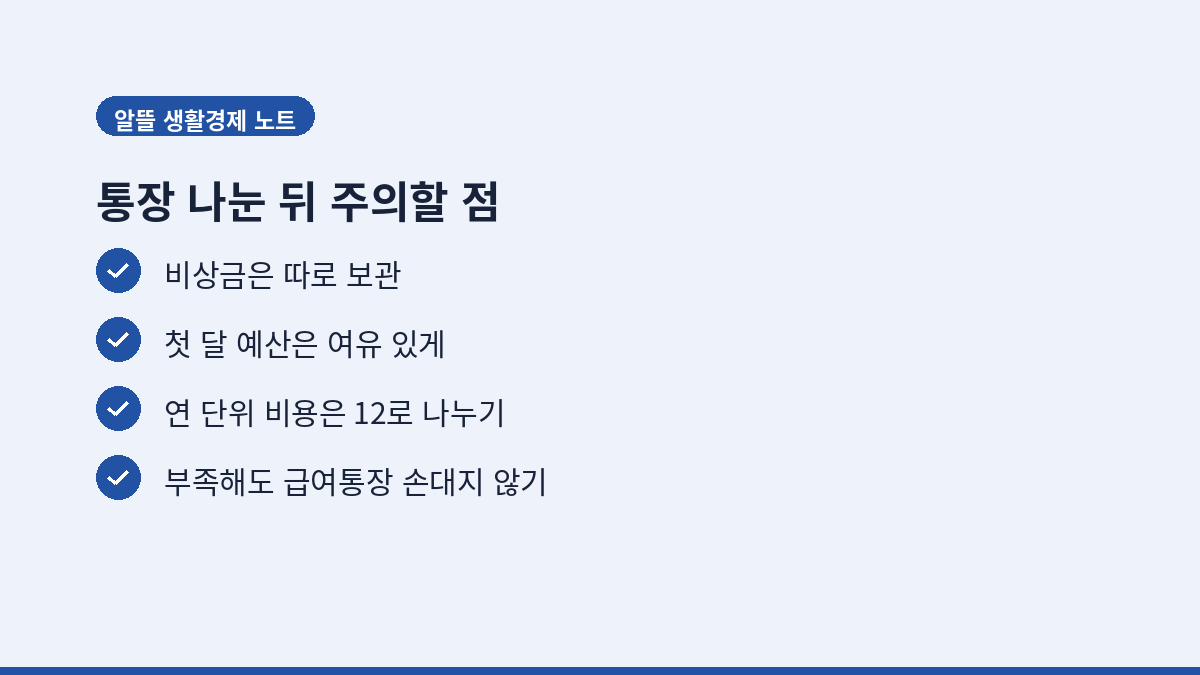 알뜰 생활경제 노트
통장 나눈 뒤 주의할 점
비상금은 따로 보관
첫 달 예산은 여유 있게
연 단위 비용은 12로 나누기
부족해도 급여통장 손대지 않기